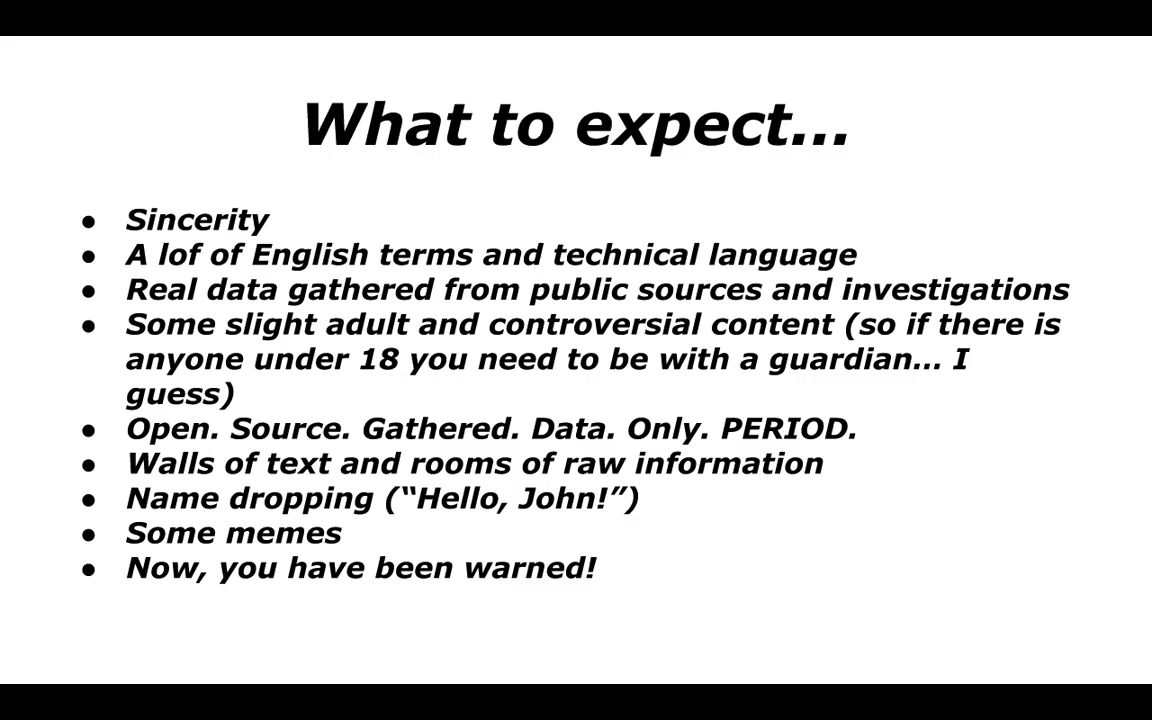 What to expect...
● Sincerity
● A lof of English terms and technical language
● Real data gathered from public sources and investigations
● Some slight adult and controversial content (so if there is
anyone under 18 you need to be with a guardian... I
guess)
● Open. Source. Gathered. Data. Only. PERIOD.
● Walls of text and rooms of raw information
● Name dropping (“Hello, John!”)
● Some memes
● Now, you have been warned!